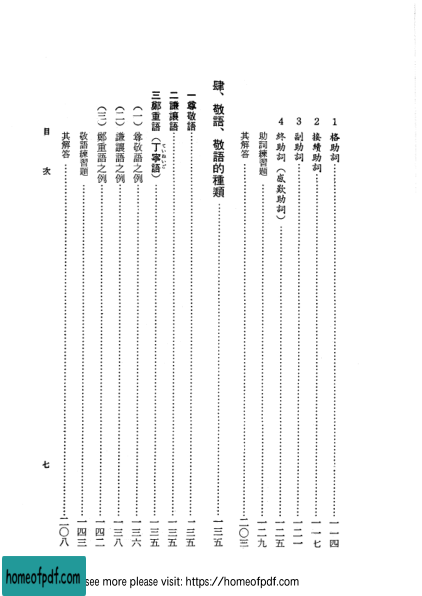 1 格助詞……一一四
2 接續助詞……一一七
3 副助詞……一二一
4 終助詞（感歎助詞）……一二五
助詞練習題……一二九
其解答……二〇三
肆、敬語、敬語的種類……一三五
一尊敬語……一三五
二謙讓語……一三五
三鄭重語（丁寧語）……一三五
ていねいご
（一）尊敬語之例……一三六
（二）謙讓語之例……一三八
（三）鄭重語之例……一四二
敬語練習題……一四三
其解答……二〇八
目 次
七
homeofpdf.com
see more please visit: https://homeofpdf.com